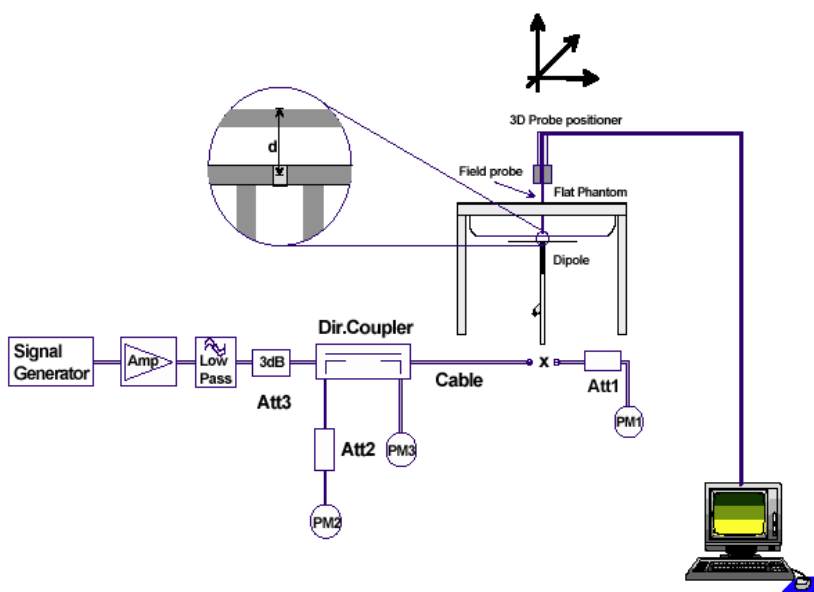 3D Probe positioner
d
Field probe
Flat Phantom
Dipole
Dir.Coupler
Signal
Generator
Amp
Low
Pass
3dB
Cable
x
Att1
Att3
PM1
Att2
PM3
PM2